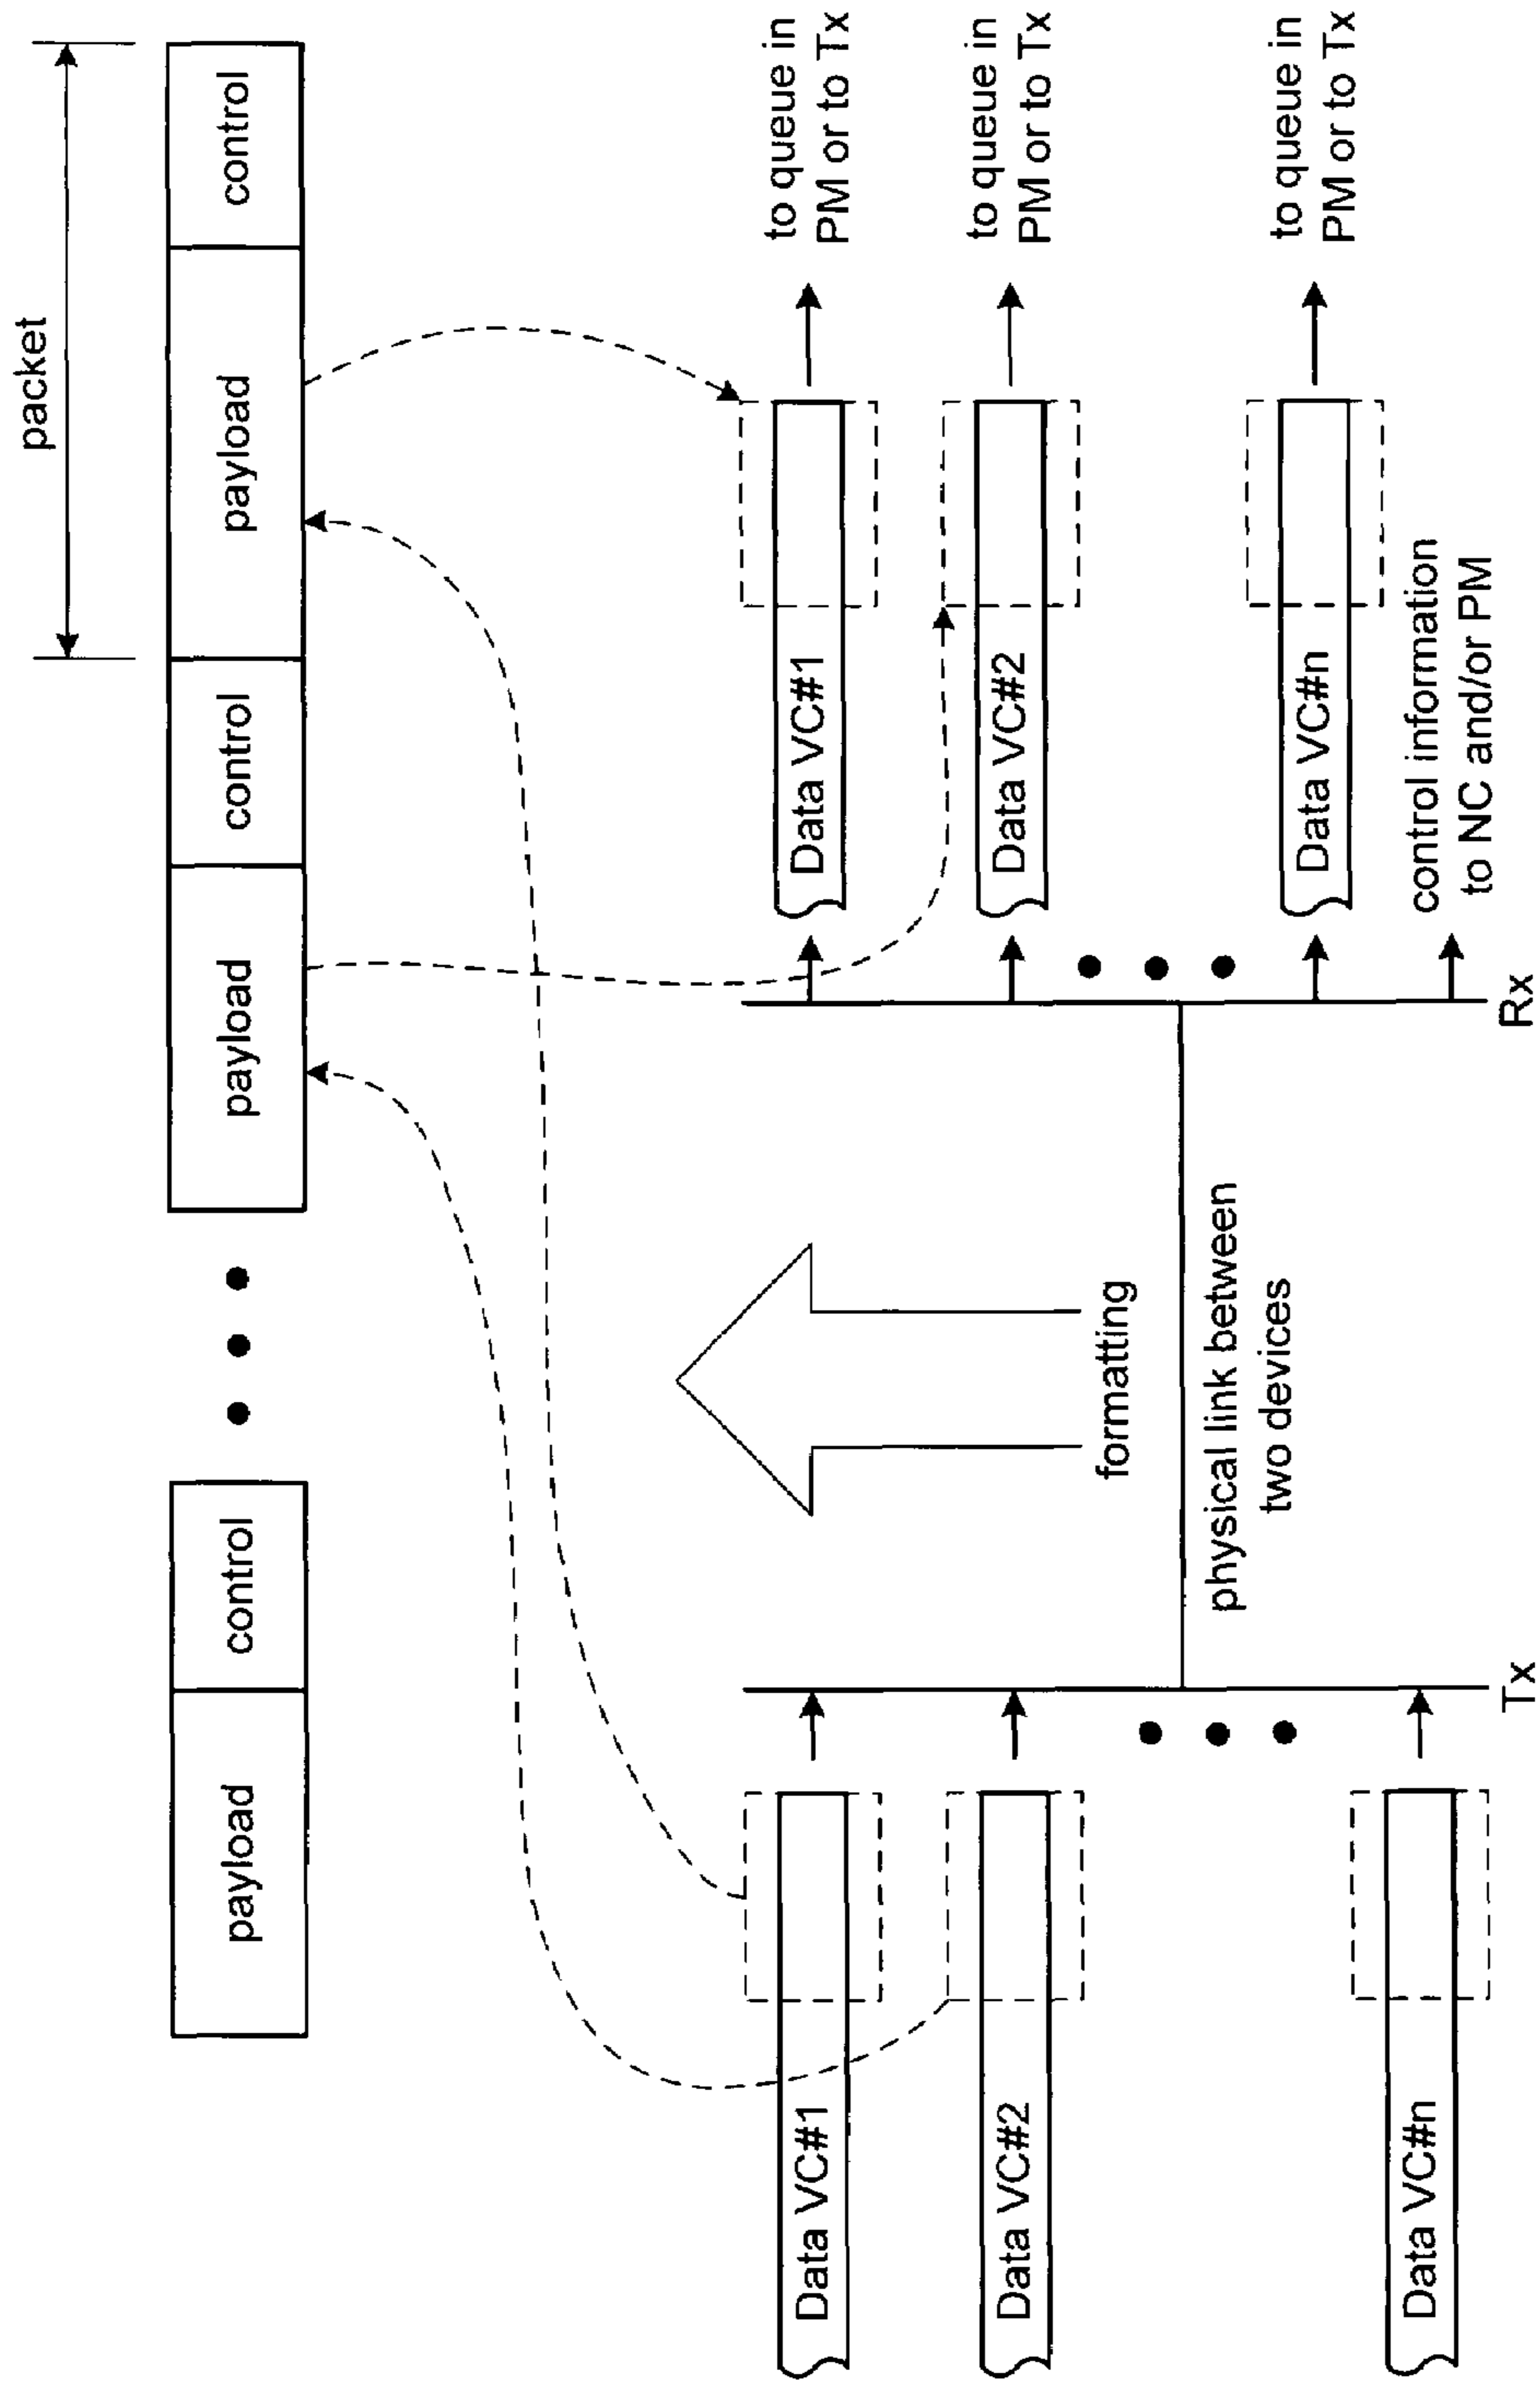 packet
payload
control
payload
control
payload
control
formatting
Data VC#1
Data VC#2
Data VC#n
Tx
physical link between
two devices
Rx
Data VC#1
Data VC#2
Data VC#n
control information
to NC and/or PM
to queue in
PM or to Tx
to queue in
PM or to Tx
to queue in
PM or to Tx